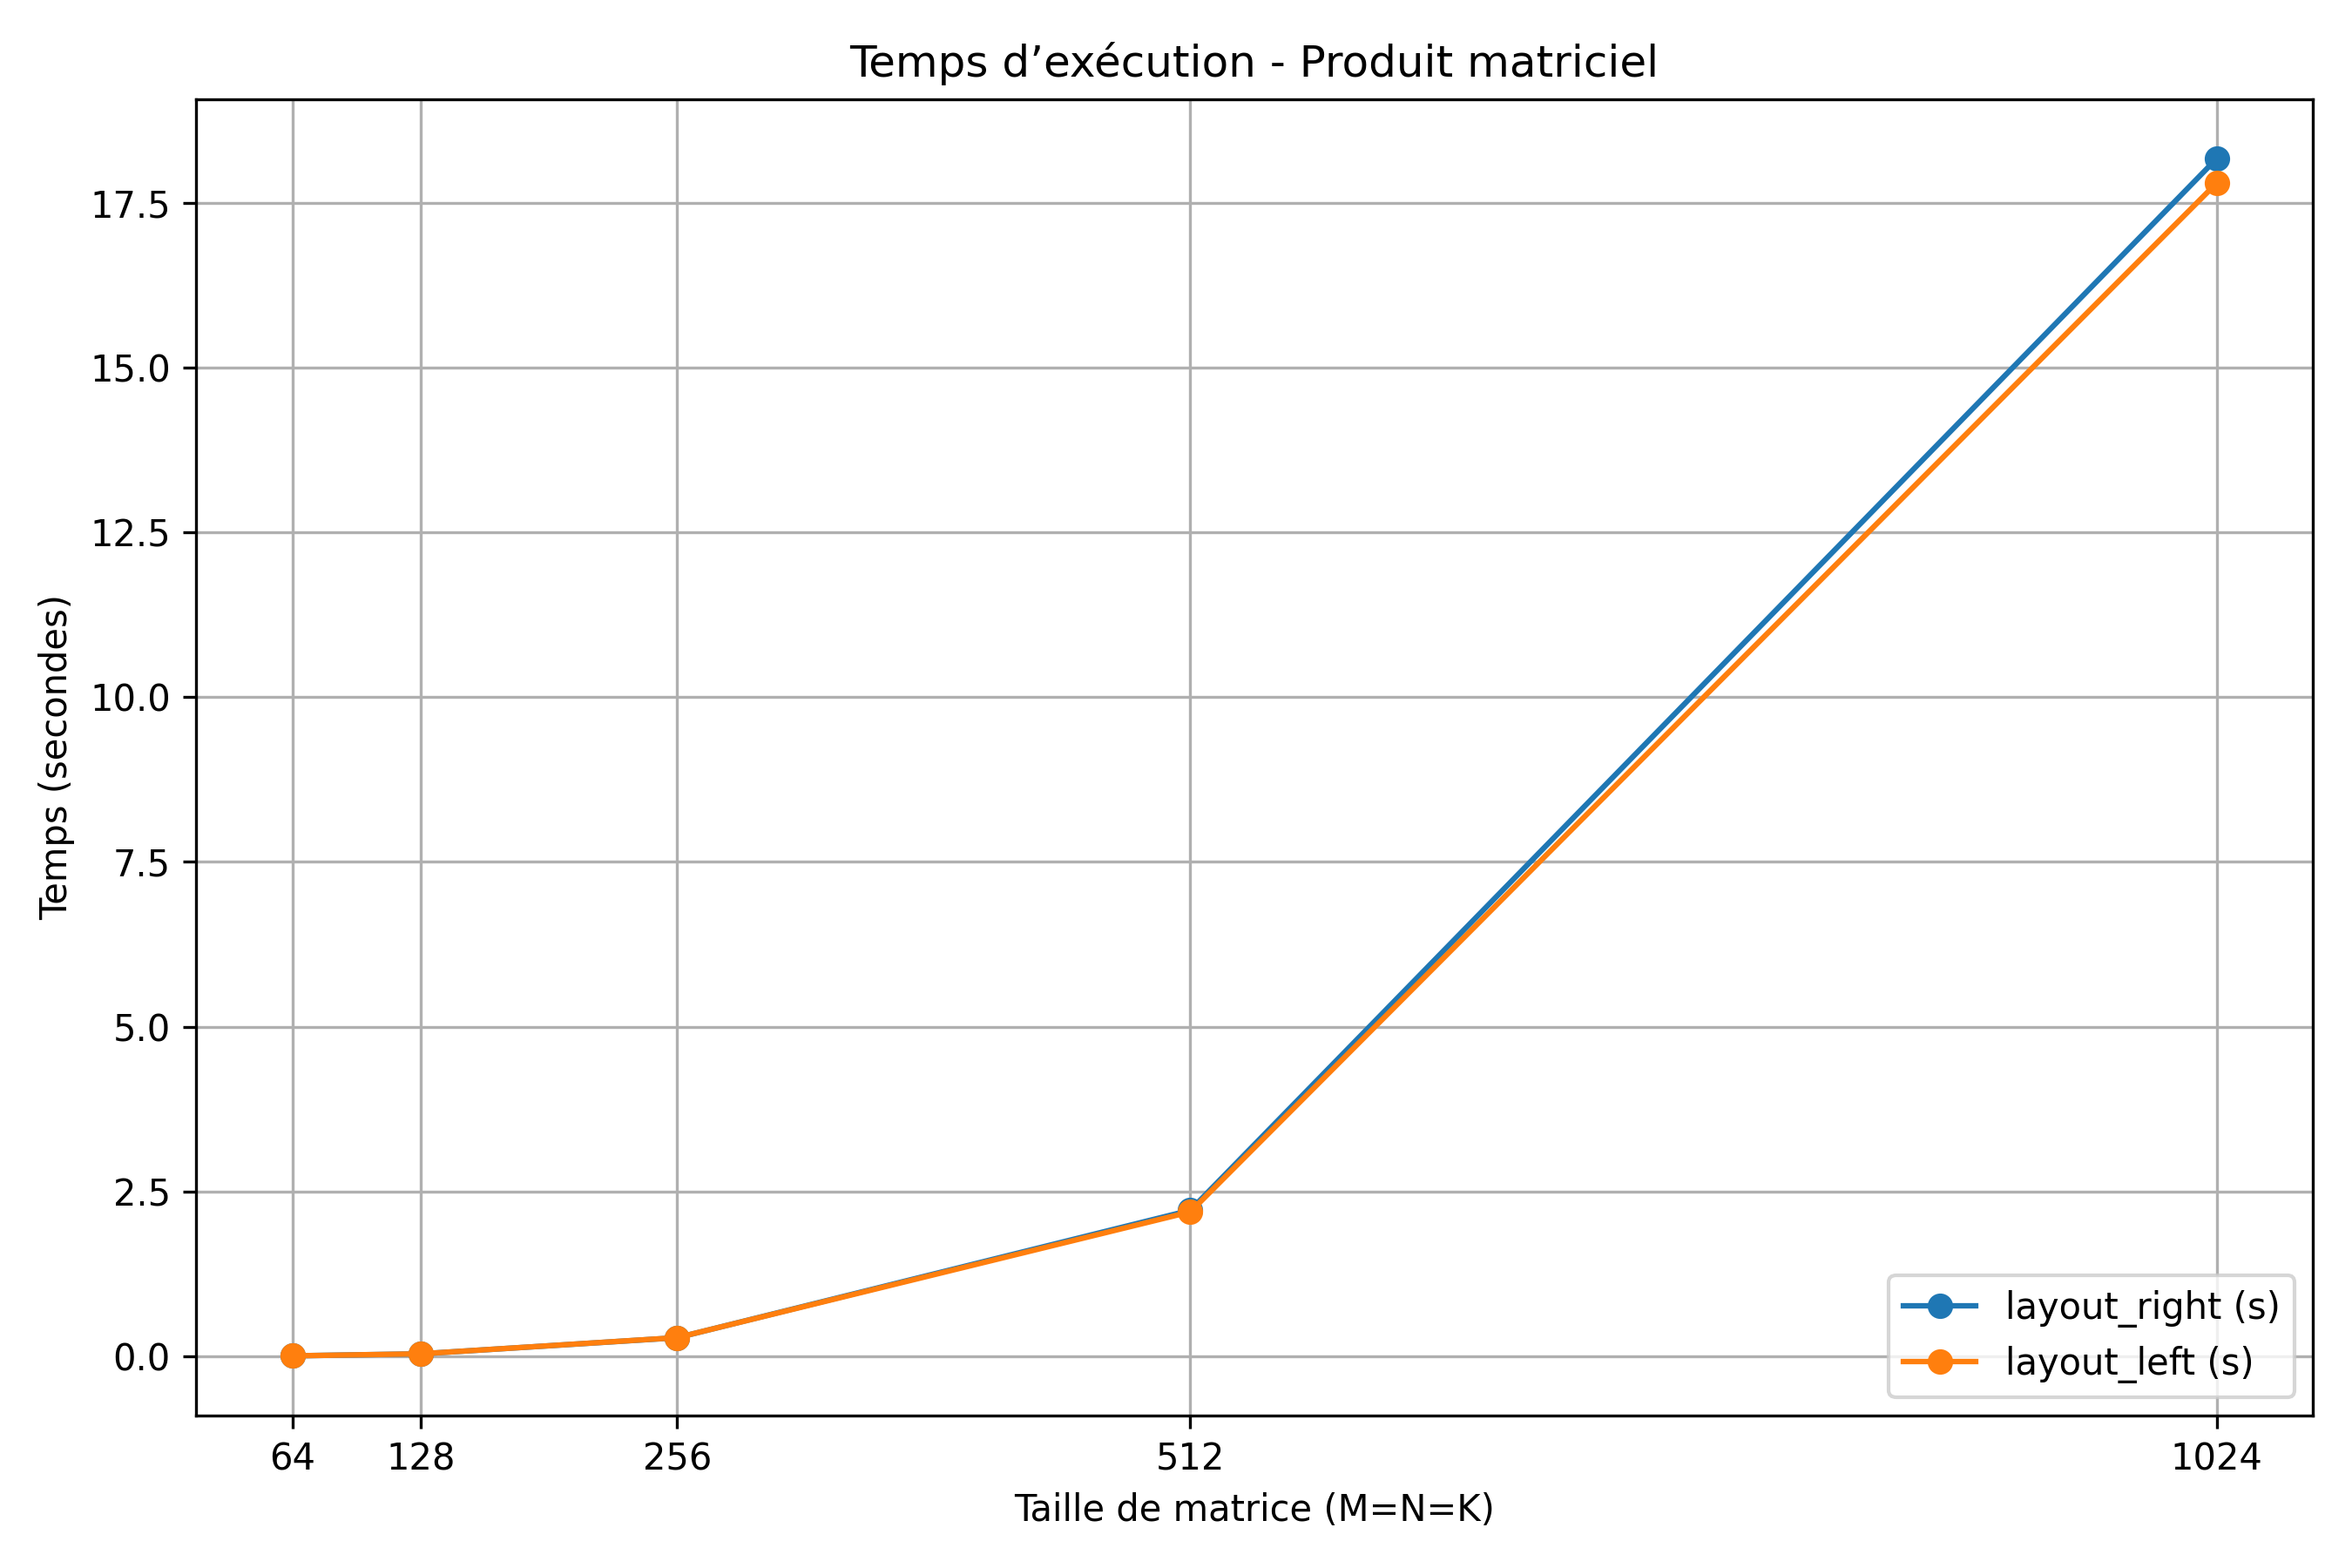 Temps d’exécution - Produit matriciel
17.5
15.0
12.5
10.0
7.5
5.0
2.5
0.0
Temps (secondes)
64 128 256 512 1024
Taille de matrice (M=N=K)
layout_right (s)
layout_left (s)